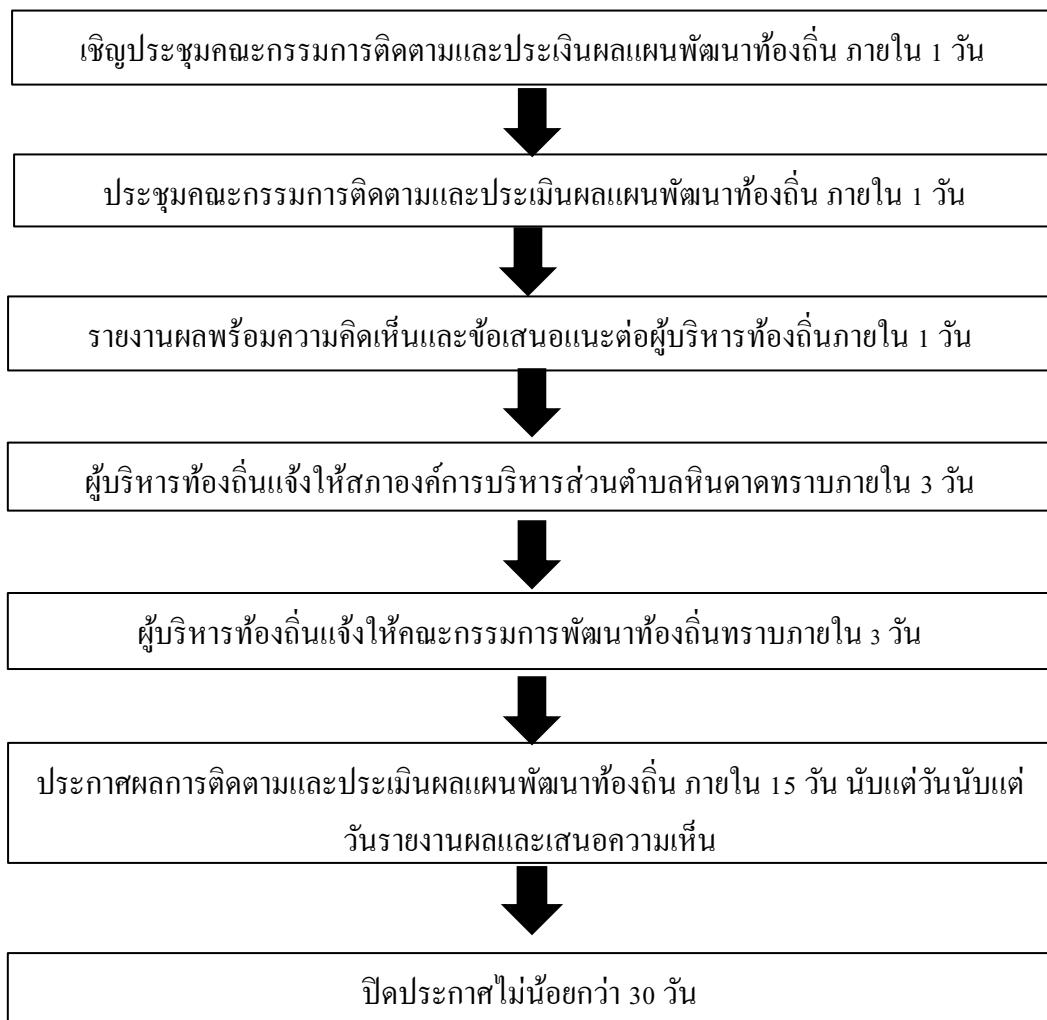 เชิญประชุมคณะกรรมการติดตามและประเงินผลแผนพัฒนาท้องถิ่น ภายใน 1 วัน
ประชุมคณะกรรมการติดตามและประเมินผลแผนพัฒนาท้องถิ่น ภายใน 1 วัน
รายงานผลพร้อมความคิดเห็นและข้อเสนอแนะต่อผู้บริหารท้องถิ่นภายใน 1 วัน
ผู้บริหารท้องถิ่นแจ้งให้สภาองค์การบริหารส่วนตำบลหินดาดทราบภายใน 3 วัน
ผู้บริหารท้องถิ่นแจ้งให้คณะกรรมการพัฒนาท้องถิ่นทราบภายใน 3 วัน
ประกาศผลการติดตามและประเมินผลแผนพัฒนาท้องถิ่น ภายใน 15 วัน นับแต่วันนับแต่
วันรายงานผลและเสนอความเห็น
ปิดประกาศไม่น้อยกว่า 30 วัน